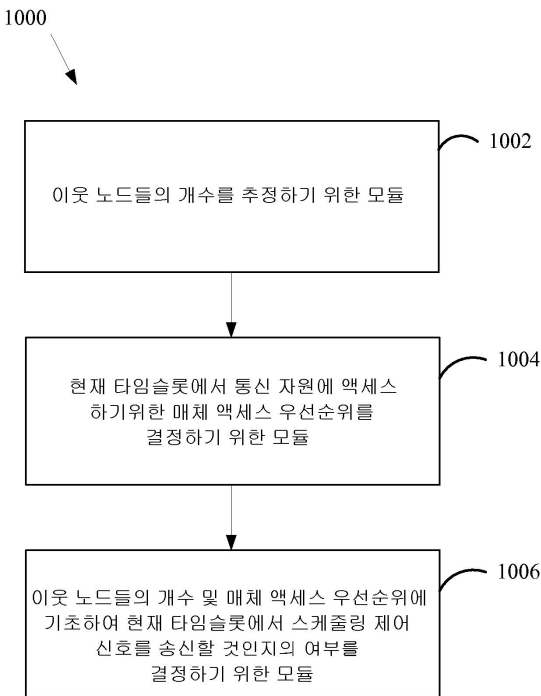 1000
1002
이웃 노드들의 개수를 추정하기 위한 모듈
1004
현재 타임슬롯에서 통신 자원에 액세스
하기위한 매체 액세스 우선순위를
결정하기 위한 모듈
1006
이웃 노드들의 개수 및 매체 액세스 우선순위에
기초하여 현재 타임슬롯에서 스케줄링 제어
신호를 송신할 것인지의 여부를
결정하기 위한 모듈